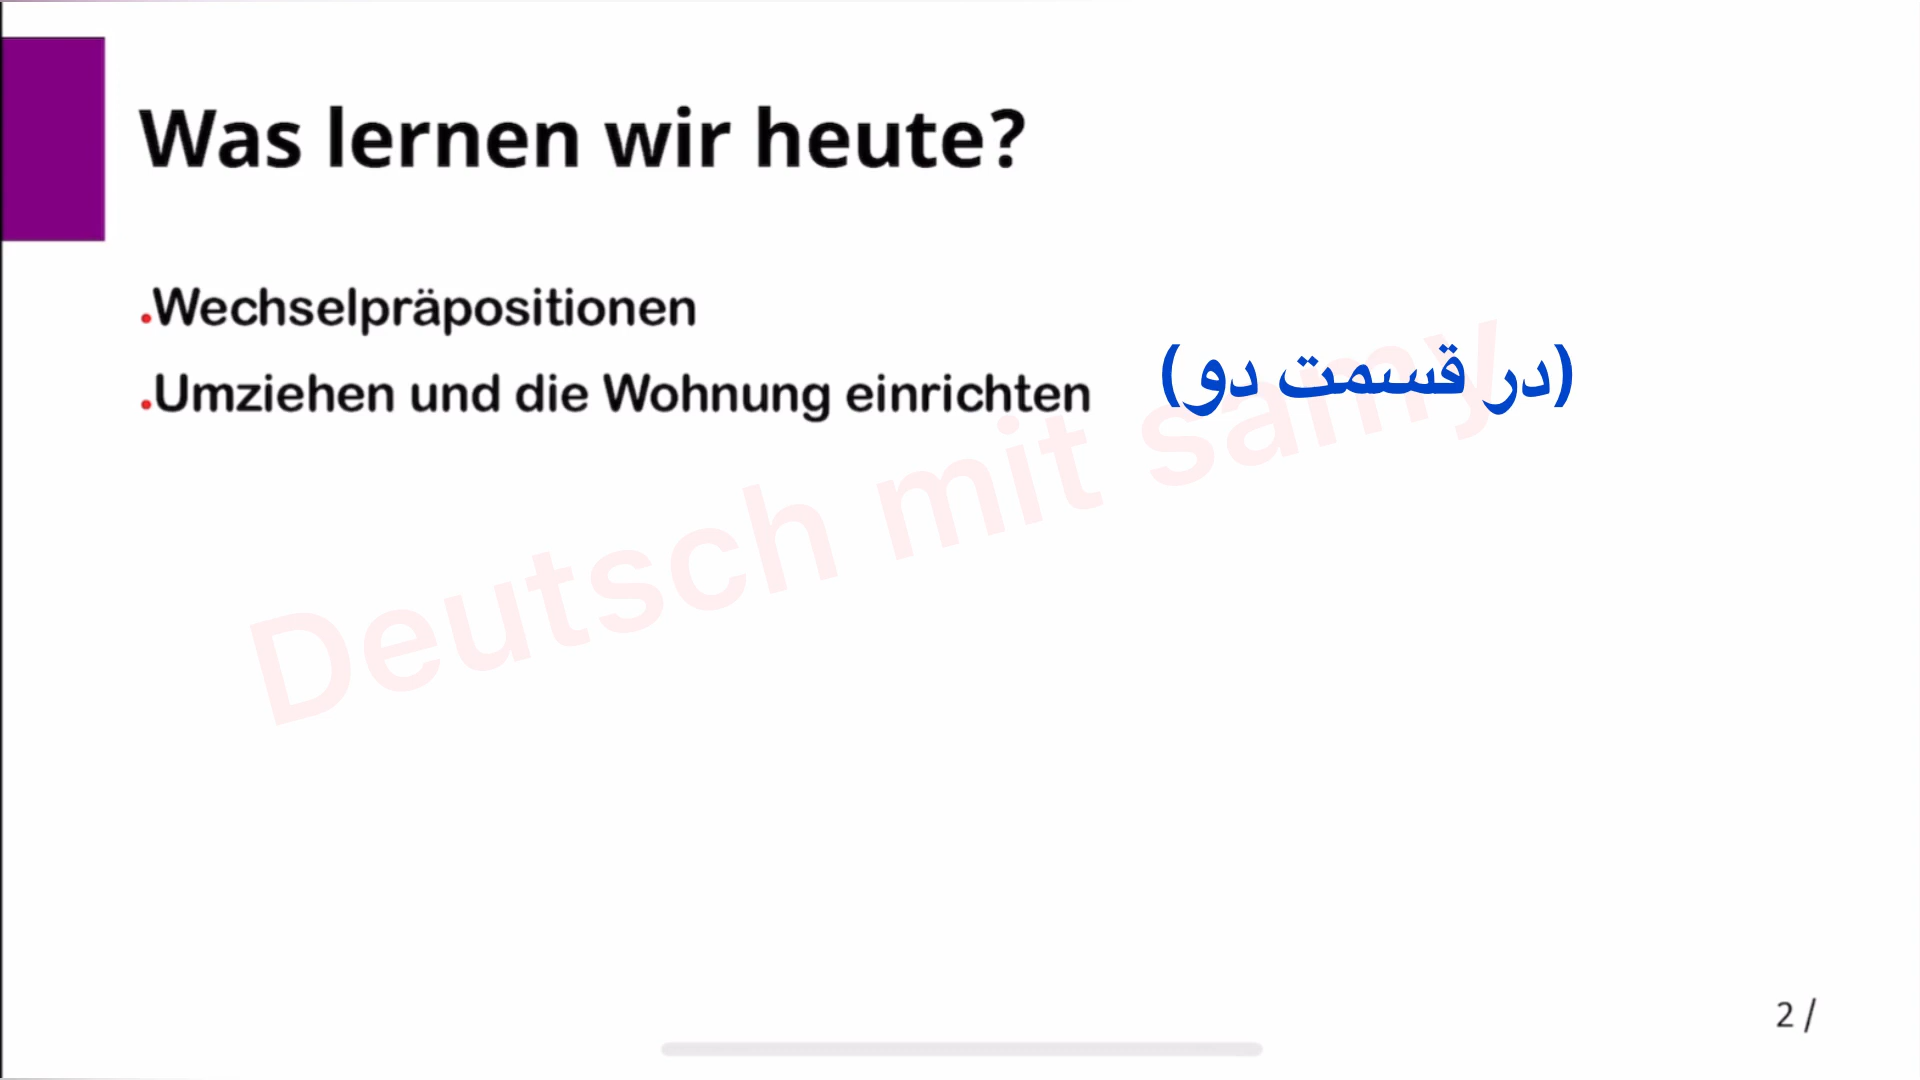 Was lernen wir heute?
.Wechselpräpositionen
.Umziehen und die Wohnung einrichten (در قسمت دو)
Deutsch mit samy
2 /